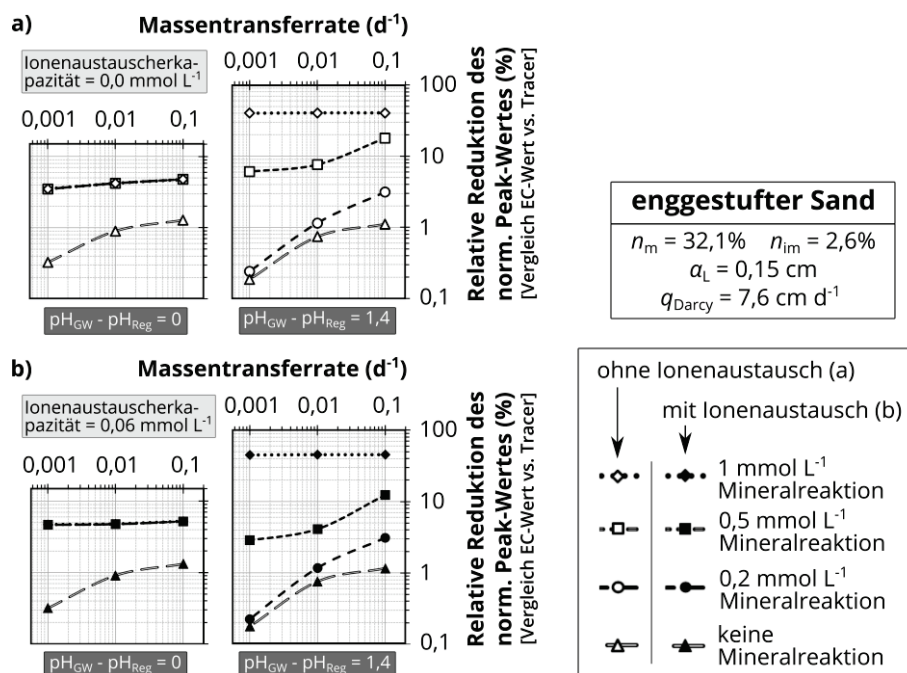 a)
Massentransferrate (d⁻¹)
Ionenaustauscherka-
pazität = 0,0 mmol L⁻¹
0,001 0,01 0,1
0,001 0,01 0,1
100
10
1
0,1
Relative Reduktion des
norm. Peak-Wertes (%)
[Vergleich EC-Wert vs. Tracer]
pH_GW - pH_Reg = 0
pH_GW - pH_Reg = 1,4
b)
Massentransferrate (d⁻¹)
Ionenaustauscherka-
pazität = 0,06 mmol L⁻¹
0,001 0,01 0,1
0,001 0,01 0,1
100
10
1
0,1
Relative Reduktion des
norm. Peak-Wertes (%)
[Vergleich EC-Wert vs. Tracer]
pH_GW - pH_Reg = 0
pH_GW - pH_Reg = 1,4
enggestufter Sand
n_m = 32,1% n_im = 2,6%
α_L = 0,15 cm
q_Darcy = 7,6 cm d⁻¹
ohne Ionenaustausch (a)
mit Ionenaustausch (b)
1 mmol L⁻¹
Mineralreaktion
0,5 mmol L⁻¹
Mineralreaktion
0,2 mmol L⁻¹
Mineralreaktion
keine
Mineralreaktion